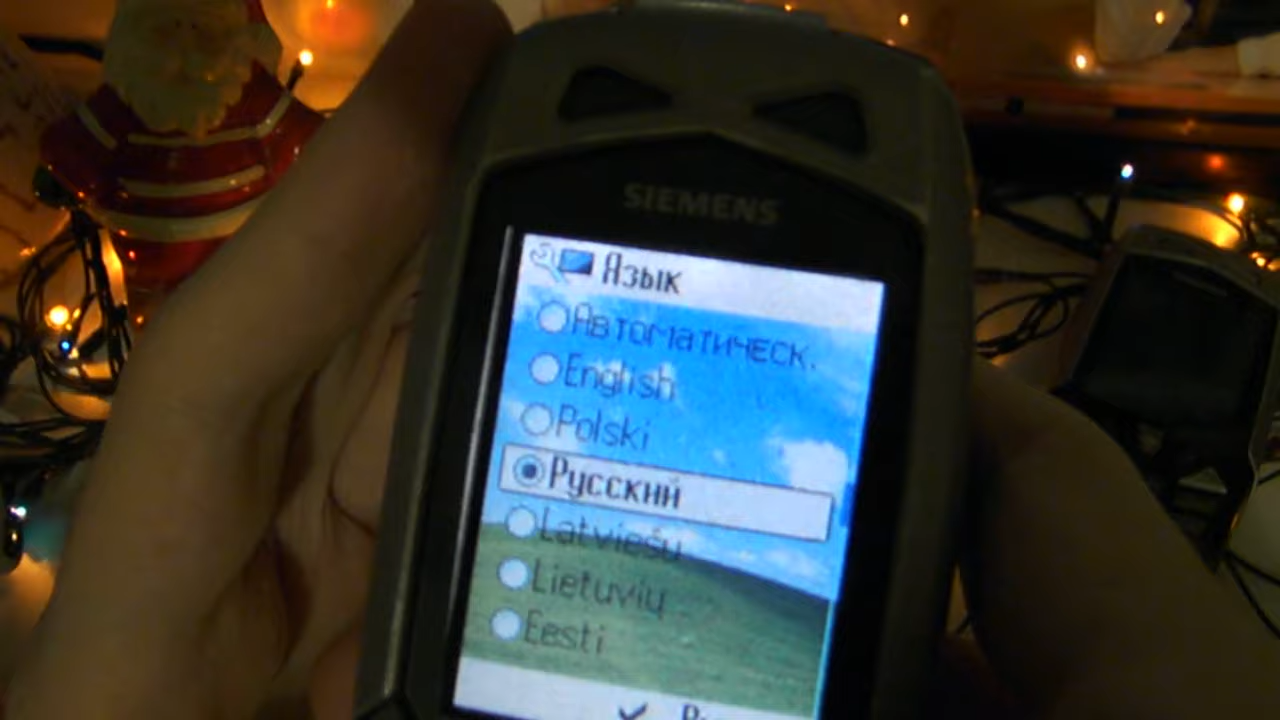 SIEMENS
Язык
Автоматическ.
English
Polski
Русский
Latviešu
Lietuvių
Eesti